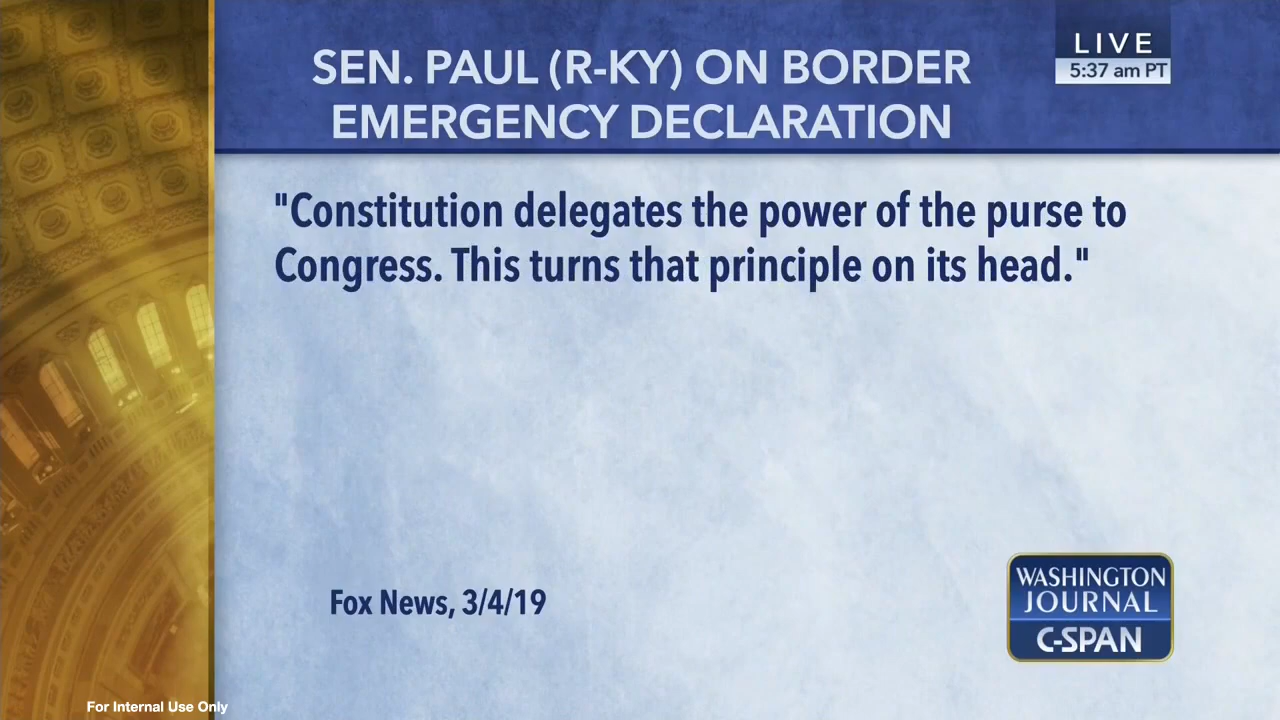 SEN. PAUL (R-KY) ON BORDER
EMERGENCY DECLARATION
LIVE
5:37 am PT
"Constitution delegates the power of the purse to
Congress. This turns that principle on its head."
Fox News, 3/4/19
WASHINGTON
JOURNAL
C-SPAN
For Internal Use Only